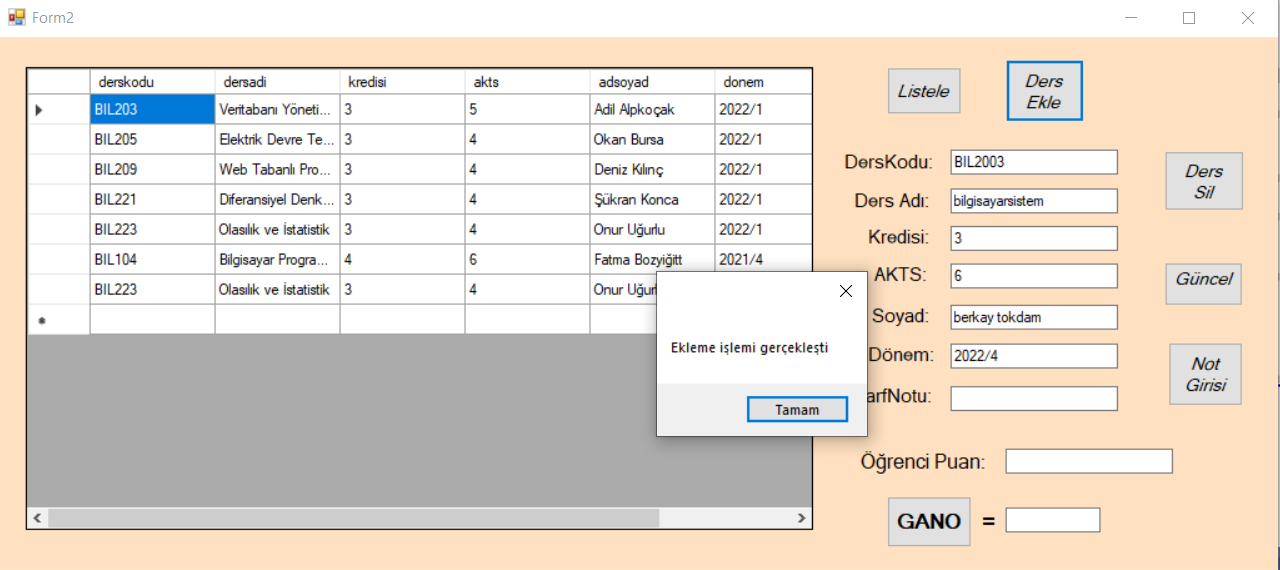 Form2
derskodu dersadi kredisi akts adsoyad donem
BIL203 Veritabanı Yöneti... 3 5 Adil Alpkoçak 2022/1
BIL205 Elektrik Devre Te... 3 4 Okan Bursa 2022/1
BIL209 Web Tabanlı Pro... 3 4 Deniz Kılınç 2022/1
BIL221 Diferansiyel Denk... 3 4 Şükran Konca 2022/1
BIL223 Olasılık ve İstatistik 3 4 Onur Uğurlu 2022/1
BIL104 Bilgisayar Progra... 4 6 Fatma Bozyiğitt 2021/4
BIL223 Olasılık ve İstatistik 3 4 Onur Uğurl
Ekleme işlemi gerçekleşti
Tamam
Listele
Ders
Ekle
DersKodu: BIL2003
Ders Adı: bilgisayarsistem
Kredisi: 3
AKTS: 6
Soyad: berkay tokdam
Dönem: 2022/4
arfNotu:
Ders
Sil
Güncel
Not
Girisi
Öğrenci Puan:
GANO =